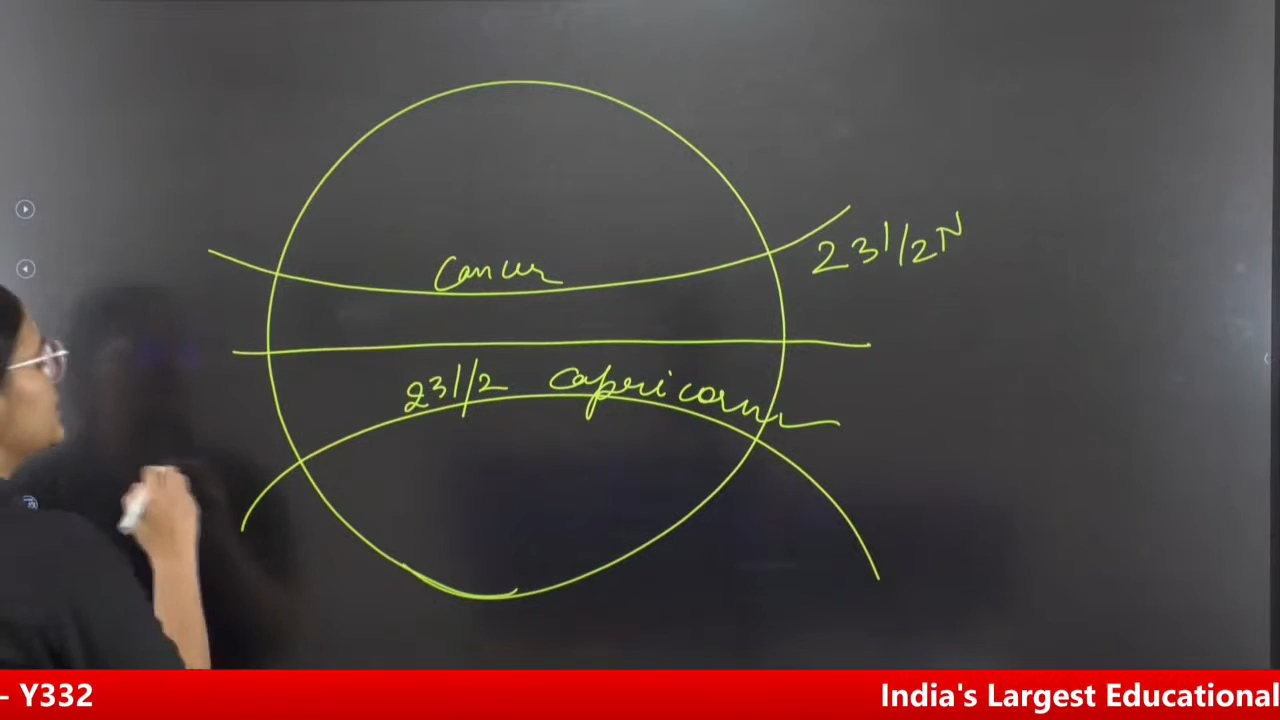 Cancer
23 1/2 N
23 1/2 Capricorn
- Y332
India's Largest Educational